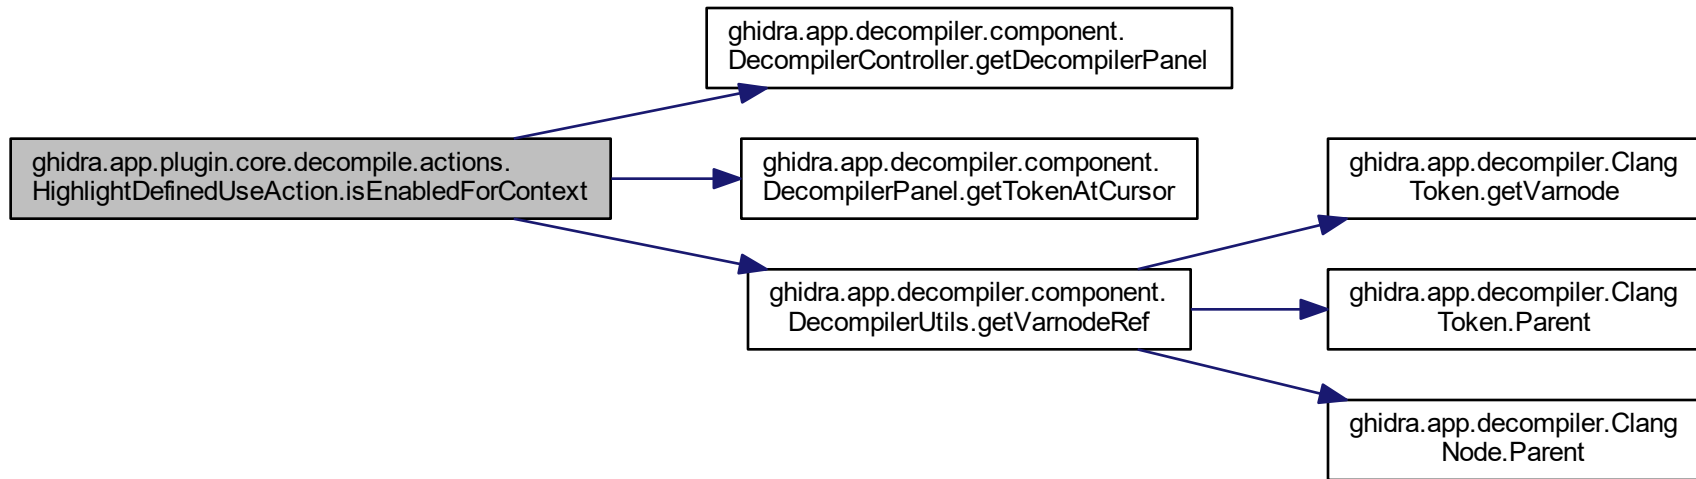 ghidra.app.decompiler.component.
DecompilerController.getDecompilerPanel
ghidra.app.plugin.core.decompile.actions.
HighlightDefinedUseAction.isEnabledForContext
ghidra.app.decompiler.component.
DecompilerPanel.getTokenAtCursor
ghidra.app.decompiler.Clang
Token.getVarnode
ghidra.app.decompiler.component.
DecompilerUtils.getVarnodeRef
ghidra.app.decompiler.Clang
Token.Parent
ghidra.app.decompiler.Clang
Node.Parent